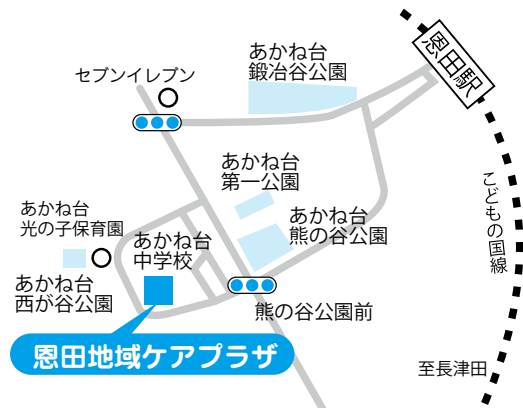 恩田駅
あかね台
鍛冶谷公園
セブンイレブン
あかね台
第一公園
こどもの国線
あかね台
光の子保育園
あかね台
中学校
あかね台
熊の谷公園
あかね台
西が谷公園
熊の谷公園前
恩田地域ケアプラザ
至長津田